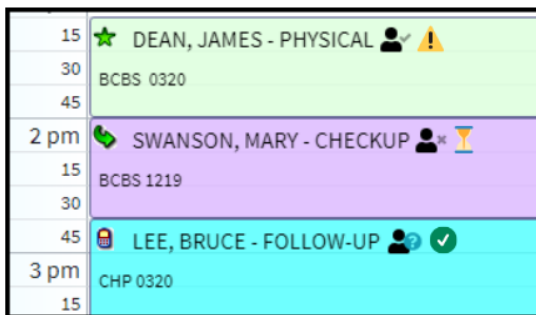 15
DEAN, JAMES - PHYSICAL
30
BCBS 0320
45
2 pm
SWANSON, MARY - CHECKUP
15
BCBS 1219
30
45
LEE, BRUCE - FOLLOW-UP
3 pm
CHP 0320
15